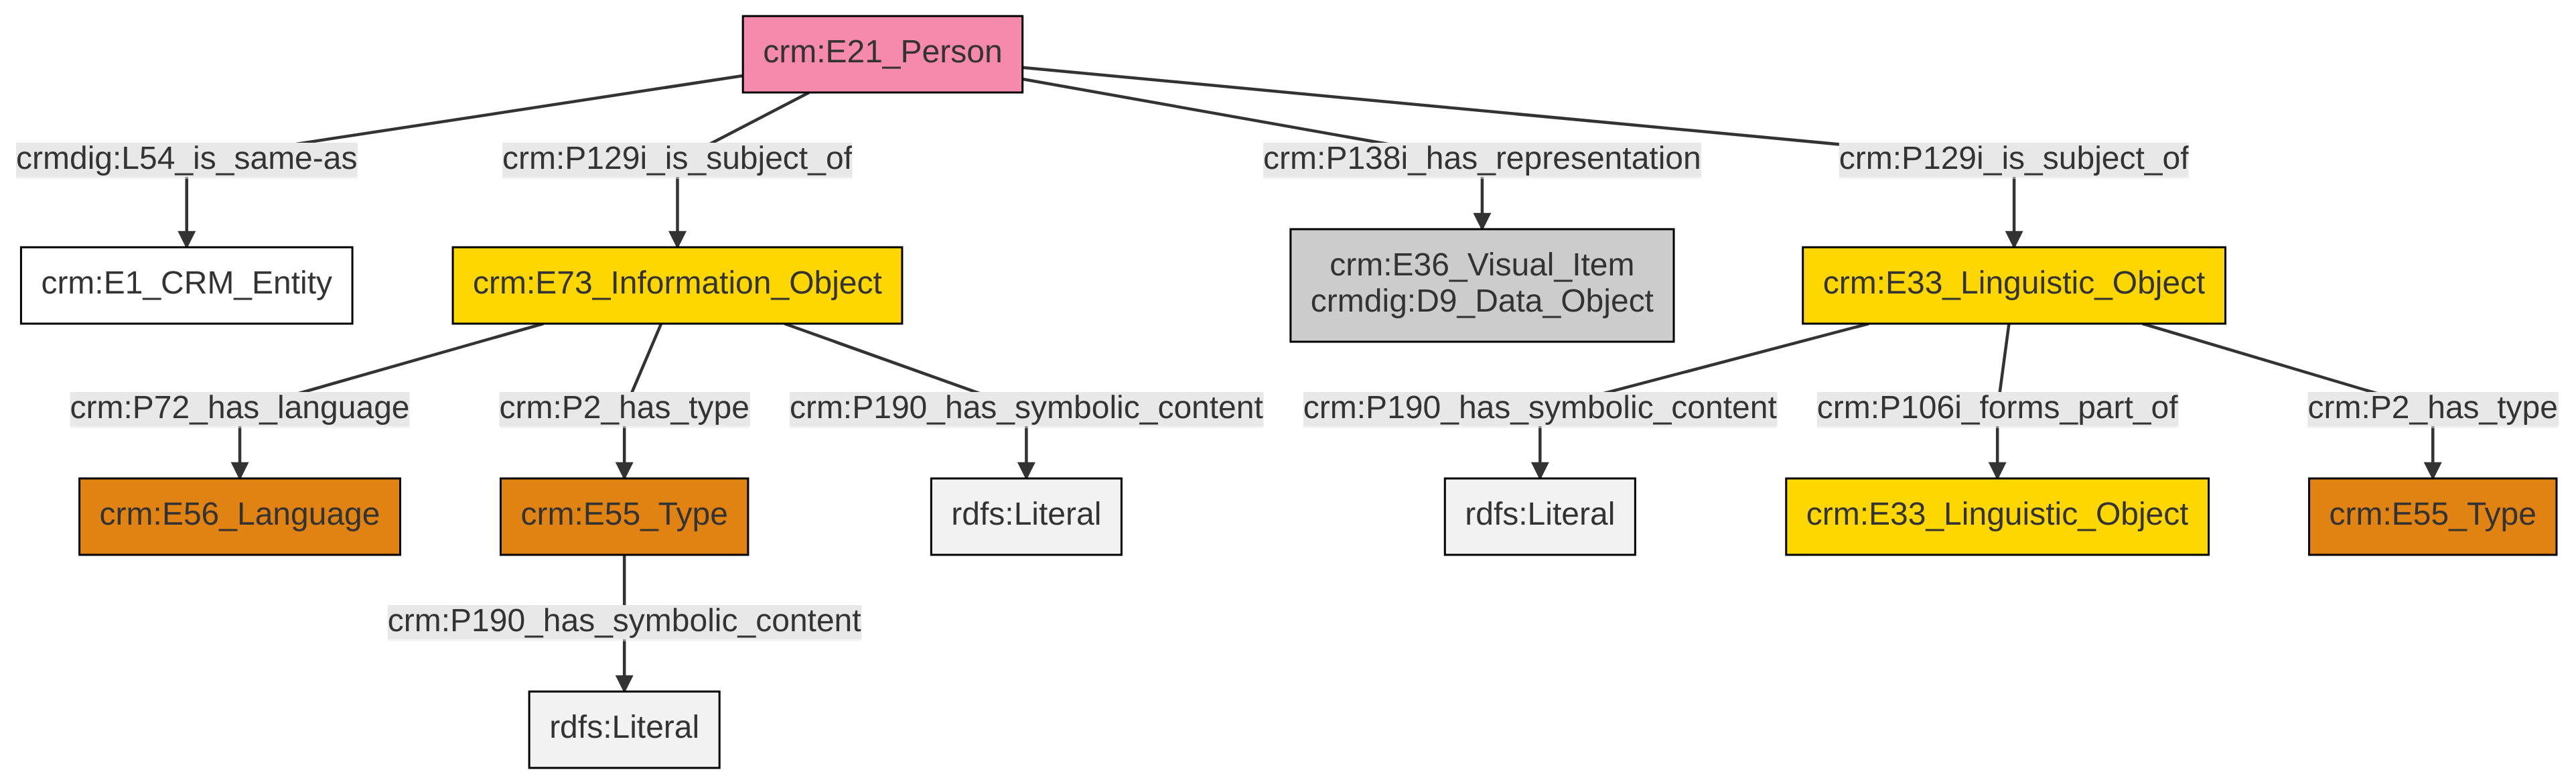 crm:E21_Person
crmdig:L54_is_same-as
crm:P129i_is_subject_of
crm:P138i_has_representation
crm:P129i_is_subject_of
crm:E1_CRM_Entity
crm:E73_Information_Object
crm:E36_Visual_Item
crmdig:D9_Data_Object
crm:E33_Linguistic_Object
crm:P72_has_language
crm:P2_has_type
crm:P190_has_symbolic_content
crm:P190_has_symbolic_content
crm:P106i_forms_part_of
crm:P2_has_type
crm:E56_Language
crm:E55_Type
rdfs:Literal
rdfs:Literal
crm:E33_Linguistic_Object
crm:E55_Type
crm:P190_has_symbolic_content
rdfs:Literal